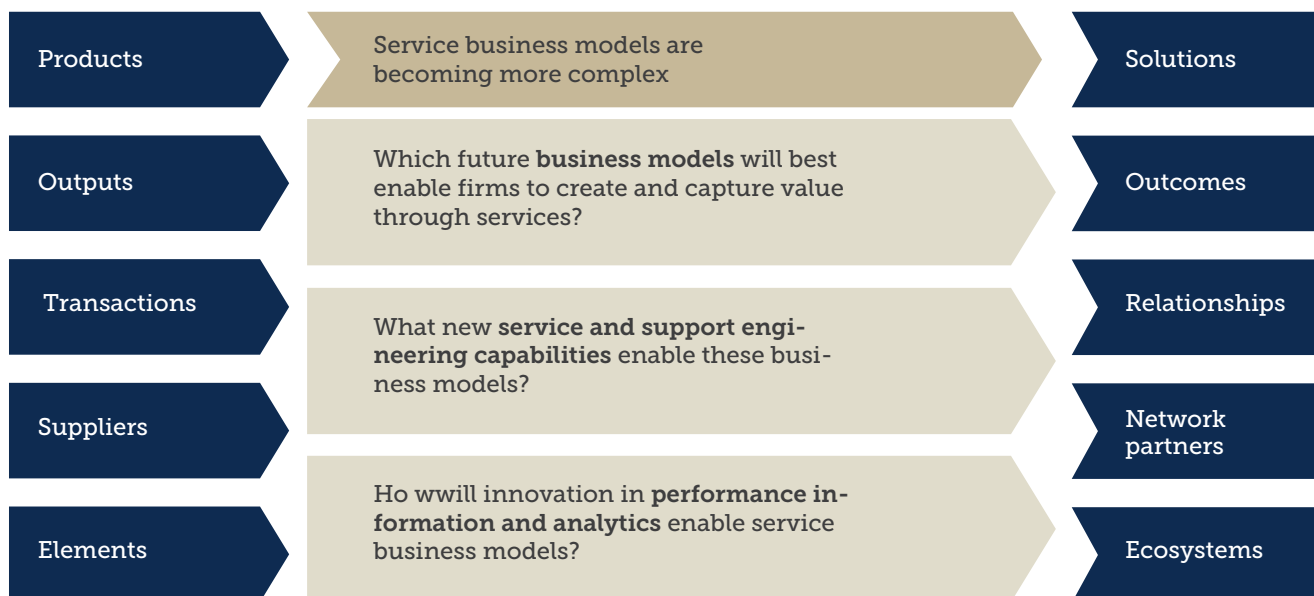 Products
Service business models are
becoming more complex
Solutions
Outputs
Which future business models will best
enable firms to create and capture value
through services?
Outcomes
Transactions
What new service and support engi-
neering capabilities enable these busi-
ness models?
Relationships
Suppliers
Network
partners
Elements
Ho wwill innovation in performance in-
formation and analytics enable service
business models?
Ecosystems